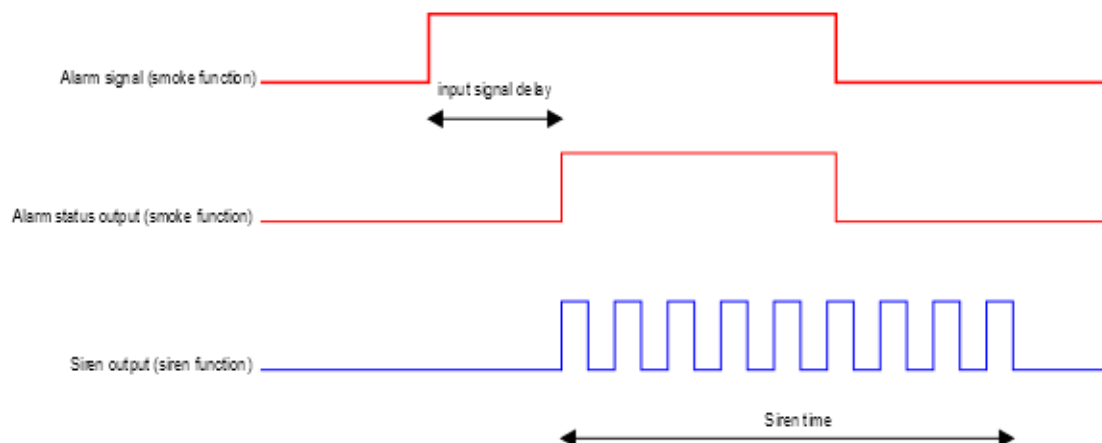 Alarm signal (smoke function)
input signal delay
Alarm status output (smoke function)
Siren output (siren function)
Siren time